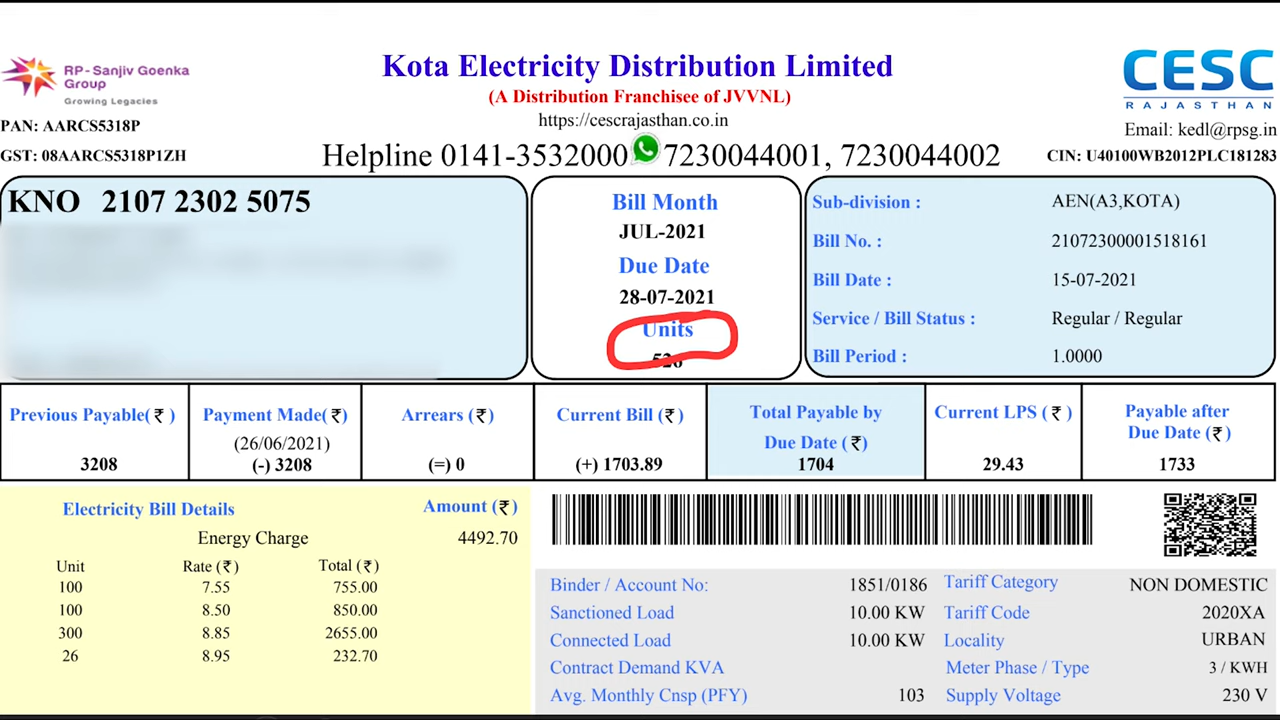 RP-Sanjiv Goenka
Group
Growing Legacies
Kota Electricity Distribution Limited
(A Distribution Franchisee of JVVNL)
https://cescrajasthan.co.in
CESC
RAJASTHAN
PAN: AARCS5318P
GST: 08AARCS5318P1ZH
Helpline 0141-3532000 7230044001, 7230044002
Email: kedl@rpsg.in
CIN: U40100WB2012PLC181283
KNO 2107 2302 5075
Bill Month
JUL-2021
Due Date
28-07-2021
Units
526
Sub-division : AEN(A3,KOTA)
Bill No. : 21072300001518161
Bill Date : 15-07-2021
Service / Bill Status : Regular / Regular
Bill Period : 1.0000
Previous Payable(₹ )
3208
Payment Made(₹)
(26/06/2021)
(-) 3208
Arrears (₹)
(=) 0
Current Bill (₹)
(+) 1703.89
Total Payable by
Due Date (₹)
1704
Current LPS (₹ )
29.43
Payable after
Due Date (₹)
1733
Electricity Bill Details Amount (₹)
Energy Charge 4492.70
Unit Rate (₹) Total (₹)
100 7.55 755.00
100 8.50 850.00
300 8.85 2655.00
26 8.95 232.70
Binder / Account No: 1851/0186 Tariff Category NON DOMESTIC
Sanctioned Load 10.00 KW Tariff Code 2020XA
Connected Load 10.00 KW Locality URBAN
Contract Demand KVA Meter Phase / Type 3 / KWH
Avg. Monthly Cnsp (PFY) 103 Supply Voltage 230 V